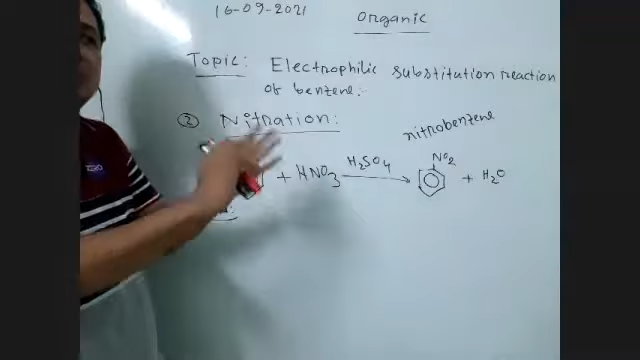 16-09-2021
Organic
Topic: Electrophilic substitution reaction
of benzene:-
② Nitration:
nitrobenzene
+ HNO3 H2SO4 → NO2 + H2O